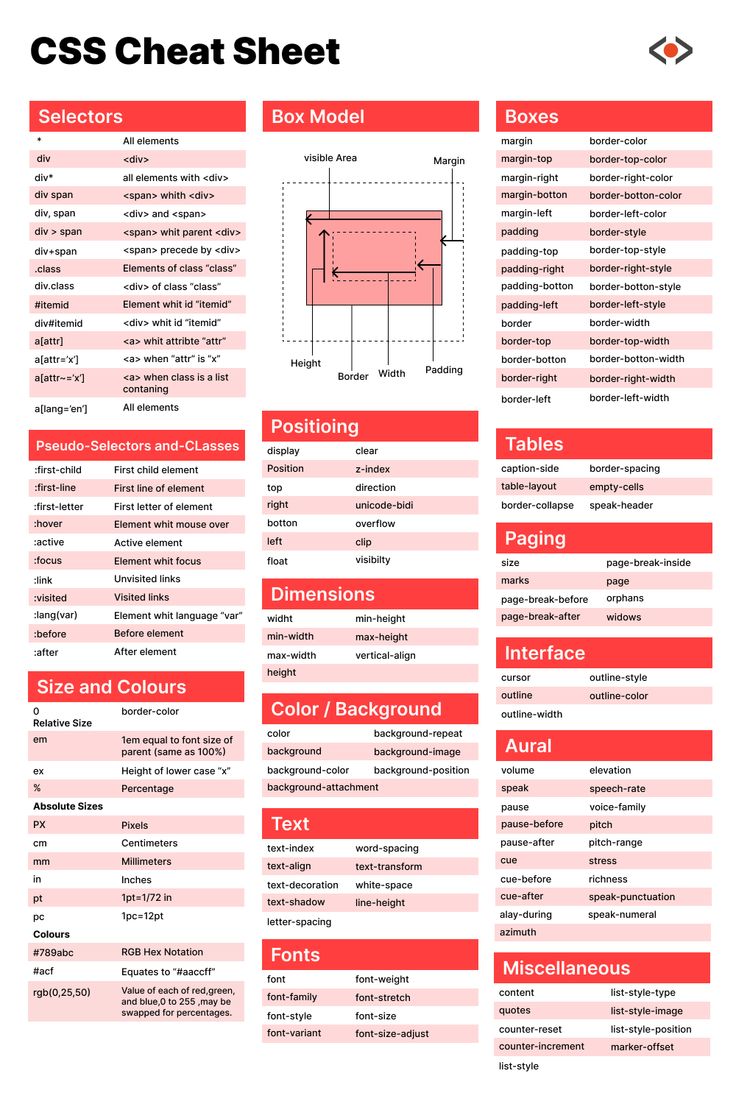 CSS Cheat Sheet
Selectors
* All elements
div <div>
div* all elements with <div>
div span <span> whith <div>
div, span <div> and <span>
div > span <span> whit parent <div>
div+span <span> precede by <div>
.class Elements of class “class”
div.class <div> of class “class”
#itemid Element whit id “itemid”
div#itemid <div> whit id “itemid”
a[attr] <a> whit attribte “attr”
a[attr='x'] <a> when “attr” is “x”
a[attr~='x'] <a> when class is a list
contaning
a[lang='en'] All elements
Pseudo-Selectors and-CLasses
:first-child First child element
:first-line First line of element
:first-letter First letter of element
:hover Element whit mouse over
:active Active element
:focus Element whit focus
:link Unvisited links
:visited Visited links
:lang(var) Element whit language “var”
:before Before element
:after After element
Size and Colours
0 border-color
Relative Size
em 1em equal to font size of
parent (same as 100%)
ex Height of lower case “x”
% Percentage
Absolute Sizes
PX Pixels
cm Centimeters
mm Millimeters
in Inches
pt 1pt=1/72 in
pc 1pc=12pt
Colours
#789abc RGB Hex Notation
#acf Equates to “#aaccff”
rgb(0,25,50) Value of each of red,green,
and blue,0 to 255 ,may be
swapped for percentages.
Box Model
visible Area
Margin
Height
Border
Width
Padding
Positioing
display clear
Position z-index
top direction
right unicode-bidi
botton overflow
left clip
float visibilty
Dimensions
widht min-height
min-width max-height
max-width vertical-align
height
Color / Background
color background-repeat
background background-image
background-color background-position
background-attachment
Text
text-index word-spacing
text-align text-transform
text-decoration white-space
text-shadow line-height
letter-spacing
Fonts
font font-weight
font-family font-stretch
font-style font-size
font-variant font-size-adjust
Boxes
margin border-color
margin-top border-top-color
margin-right border-right-color
margin-botton border-botton-color
margin-left border-left-color
padding border-style
padding-top border-top-style
padding-right border-right-style
padding-botton border-botton-style
padding-left border-left-style
border border-width
border-top border-top-width
border-botton border-botton-width
border-right border-right-width
border-left border-left-width
Tables
caption-side border-spacing
table-layout empty-cells
border-collapse speak-header
Paging
size page-break-inside
marks page
page-break-before orphans
page-break-after widows
Interface
cursor outline-style
outline outline-color
outline-width
Aural
volume elevation
speak speech-rate
pause voice-family
pause-before pitch
pause-after pitch-range
cue stress
cue-before richness
cue-after speak-punctuation
alay-during speak-numeral
azimuth
Miscellaneous
content list-style-type
quotes list-style-image
counter-reset list-style-position
counter-increment marker-offset
list-style